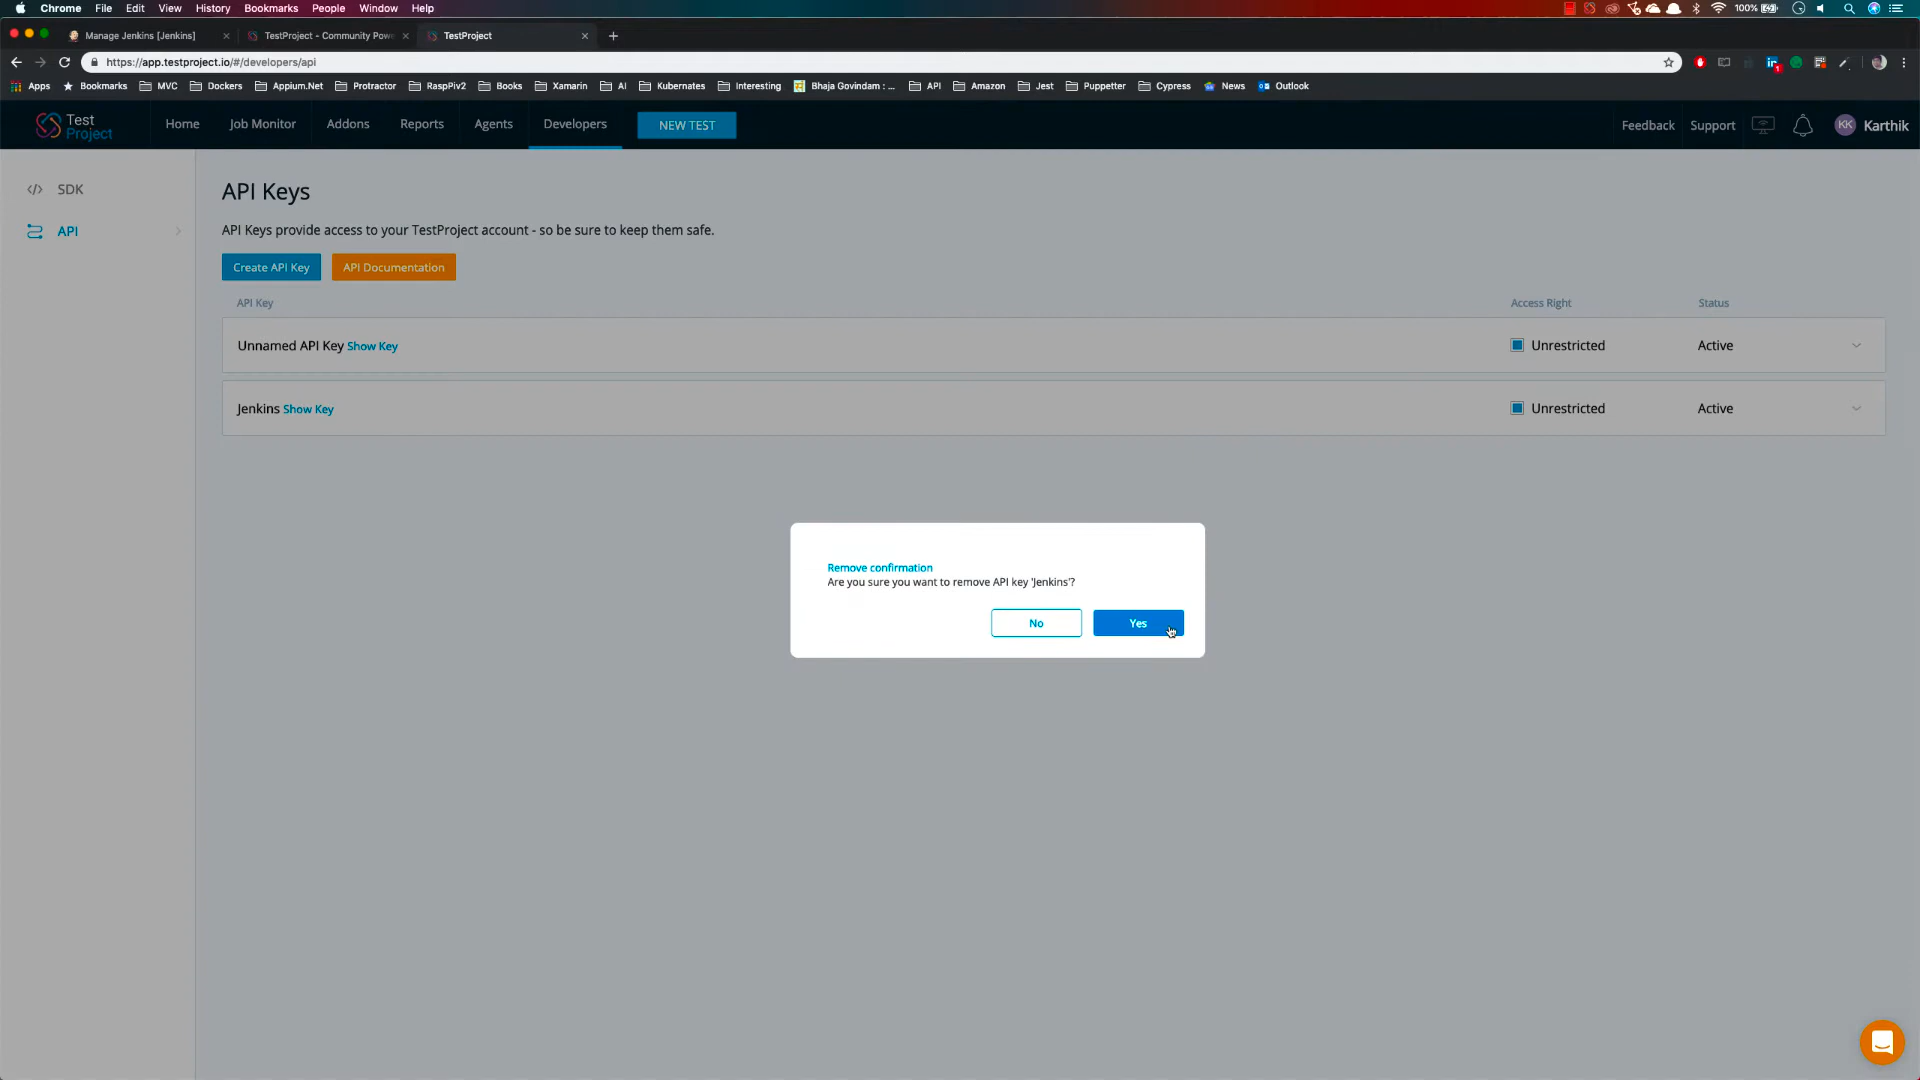 Chrome File Edit View History Bookmarks People Window Help 100%
Manage Jenkins [Jenkins] TestProject - Community Powe TestProject
https://app.testproject.io/#/developers/api
Apps Bookmarks MVC Dockers Appium.Net Protractor RaspPiv2 Books Xamarin AI Kubernates Interesting Bhaja Govindam : ... API Amazon Jest Puppetter Cypress News Outlook
Test
Project
Home Job Monitor Addons Reports Agents Developers NEW TEST Feedback Support KK Karthik
SDK
API
API Keys
API Keys provide access to your TestProject account - so be sure to keep them safe.
Create API Key API Documentation
API Key Access Right Status
Unnamed API Key Show Key Unrestricted Active
Jenkins Show Key Unrestricted Active
Remove confirmation
Are you sure you want to remove API key 'Jenkins'?
No Yes